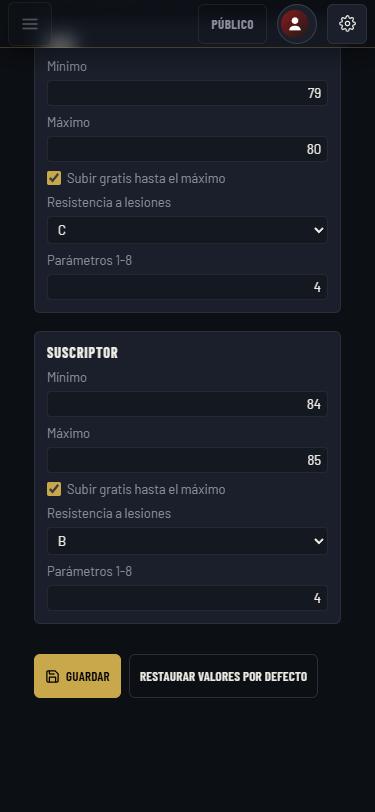 PÚBLICO
Mínimo
79
Máximo
80
Subir gratis hasta el máximo
Resistencia a lesiones
C
Parámetros 1-8
4
SUSCRIPTOR
Mínimo
84
Máximo
85
Subir gratis hasta el máximo
Resistencia a lesiones
B
Parámetros 1-8
4
GUARDAR
RESTAURAR VALORES POR DEFECTO